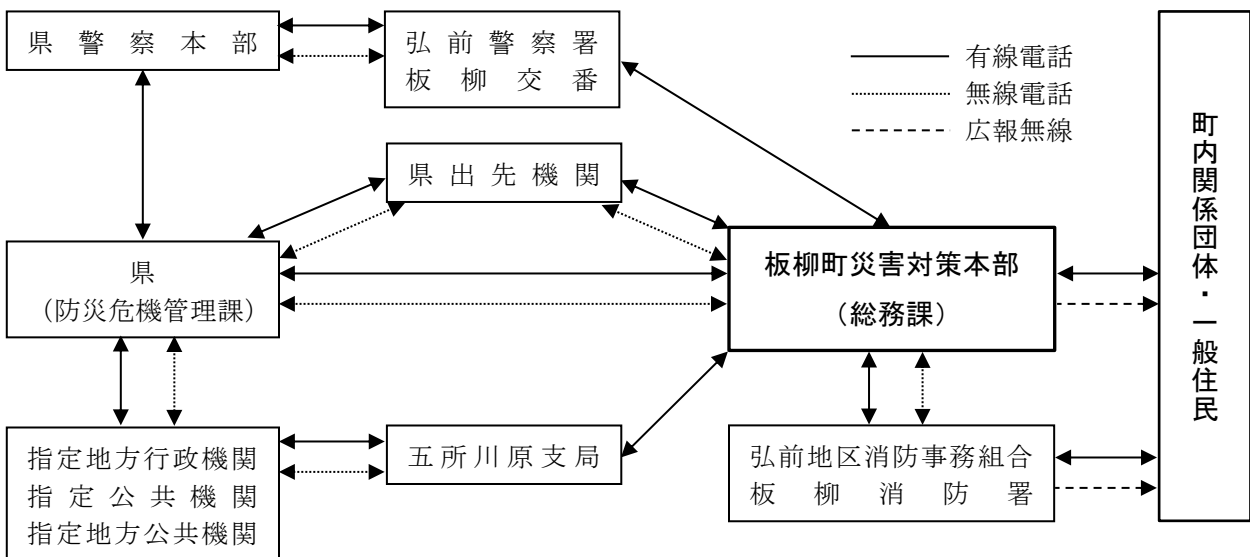 県警察本部
弘前警察署
板柳交番
有線電話
無線電話
広報無線
町内関係団体・一般住民
県出先機関
県
（防災危機管理課）
板柳町災害対策本部
（総務課）
指定地方行政機関
指定公共機関
指定地方公共機関
五所川原支局
弘前地区消防事務組合
板柳消防署